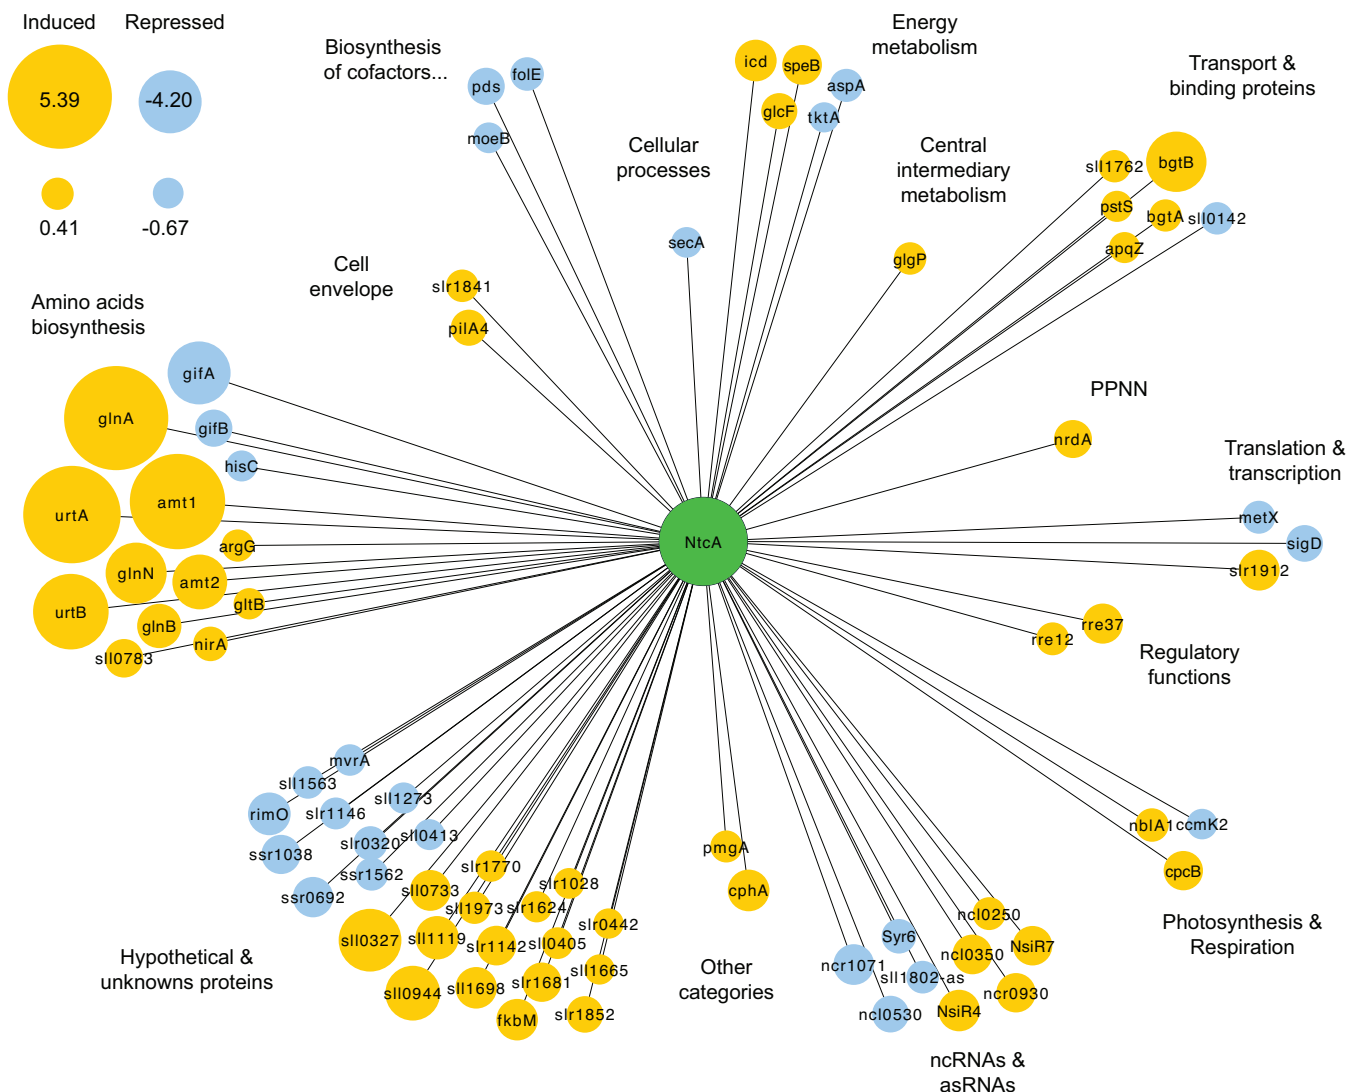 Induced
Repressed
5.39
-4.20
0.41
-0.67
Biosynthesis
of cofactors...
pds
folE
moeB
Cellular
processes
secA
Energy
metabolism
icd
speB
aspA
glcF
tktA
Central
intermediary
metabolism
glgP
Transport &
binding proteins
sll1762
bgtB
pstS
bgtA
sll0142
apqZ
Cell
envelope
slr1841
pilA4
Amino acids
biosynthesis
gifA
glnA
gifB
hisC
urtA
amt1
argG
glnN
amt2
urtB
gltB
glnB
nirA
sll0783
NtcA
PPNN
nrdA
Translation &
transcription
metX
sigD
slr1912
rre37
rre12
Regulatory
functions
nblA1
ccmK2
cpcB
Photosynthesis &
Respiration
mvrA
sll1563
rimO
slr1146
sll1273
ssr1038
slr0320
sll0413
ssr1562
ssr0692
slr1770
sll0733
slr1028
sll1973
slr1624
sll0327
sll1119
slr1142
sll0405
slr0442
sll0944
sll1698
slr1681
sll1665
fkbM
slr1852
Hypothetical &
unknowns proteins
pmgA
cphA
Other
categories
ncl0250
Syr6
NsiR7
ncr1071
sll1802-as
ncl0350
ncr0930
ncl0530
NsiR4
ncRNAs &
asRNAs